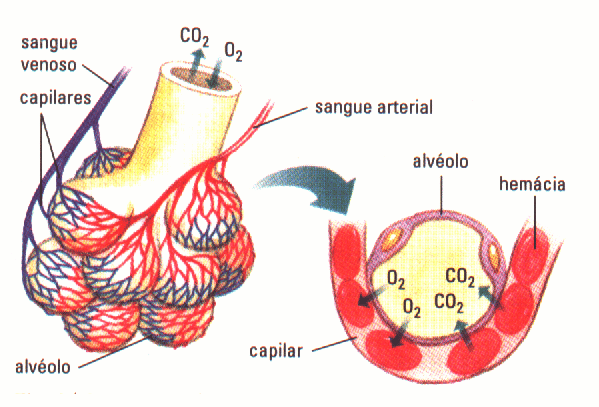 sangue
venoso
CO2
O2
capilares
sangue arterial
alvéolo
hemácia
O2
CO2
O2
CO2
capilar
alvéolo